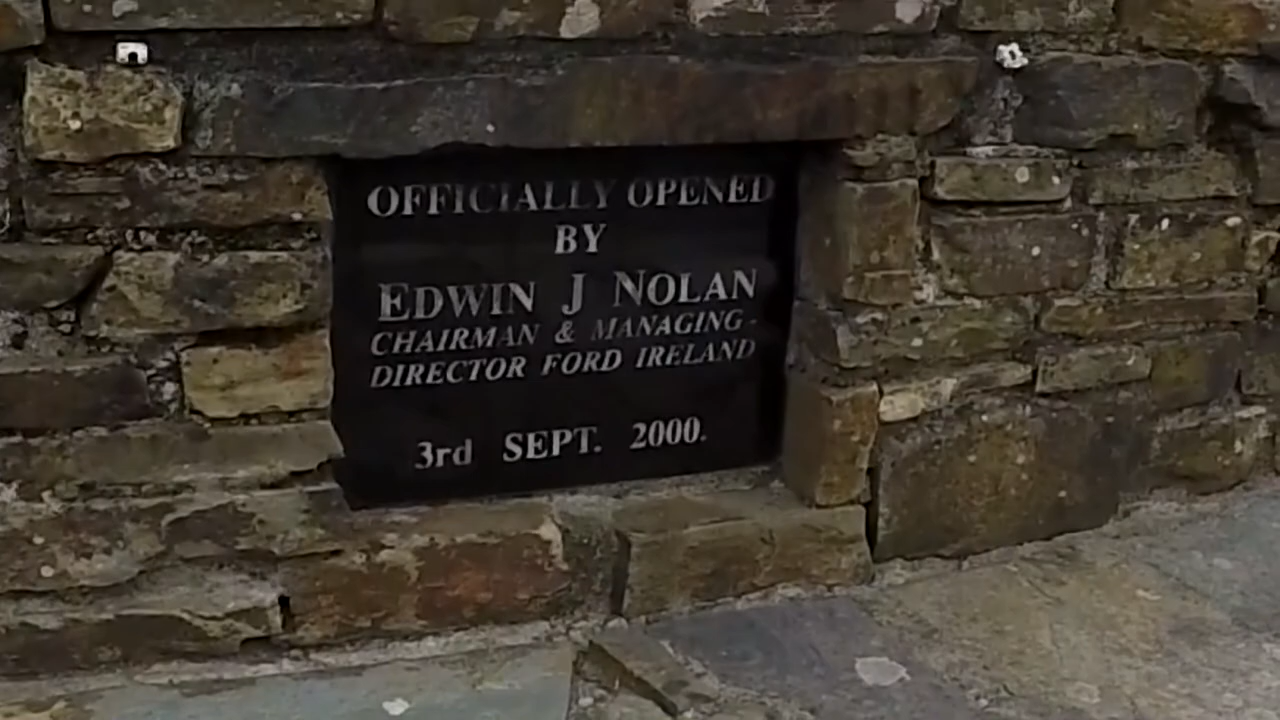 OFFICIALLY OPENED
BY
EDWIN J NOLAN
CHAIRMAN & MANAGING-
DIRECTOR FORD IRELAND
3rd SEPT. 2000.